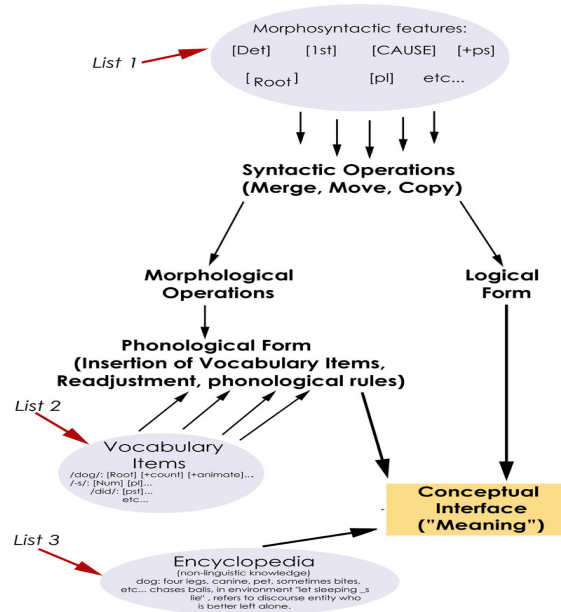 Morphosyntactic features:
[Det] [1st] [CAUSE] [+ps]
[Root] [pl] etc...
List 1
Syntactic Operations
(Merge, Move, Copy)
Morphological
Operations
Logical
Form
Phonological Form
(Insertion of Vocabulary Items,
Readjustment, phonological rules)
List 2
Vocabulary
Items
/dog/: [Root] [+count] [+animate]...
/-s/: [Num] [pl]...
/did/: [pst]...
etc...
Conceptual
Interface
("Meaning")
List 3
Encyclopedia
(non-linguistic knowledge)
dog: four legs, canine, pet, sometimes bites,
etc... chases balls, in environment "let sleeping _s
lie" , refers to discourse entity who
is better left alone.